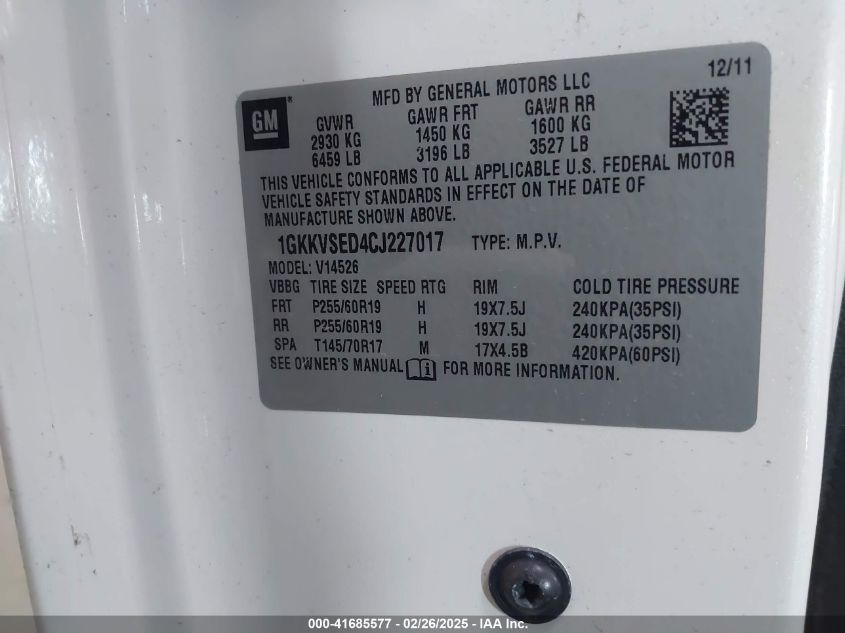 12/11
MFD BY GENERAL MOTORS LLC
GM®
GVWR GAWR FRT GAWR RR
2930 KG 1450 KG 1600 KG
6459 LB 3196 LB 3527 LB
THIS VEHICLE CONFORMS TO ALL APPLICABLE U.S. FEDERAL MOTOR
VEHICLE SAFETY STANDARDS IN EFFECT ON THE DATE OF
MANUFACTURE SHOWN ABOVE.
1GKKVSED4CJ227017 TYPE: M.P.V.
MODEL: V14526
VBBG TIRE SIZE SPEED RTG RIM COLD TIRE PRESSURE
FRT P255/60R19 H 19X7.5J 240KPA(35PSI)
RR P255/60R19 H 19X7.5J 240KPA(35PSI)
SPA T145/70R17 M 17X4.5B 420KPA(60PSI)
SEE OWNER'S MANUAL FOR MORE INFORMATION.
000-41685577 - 02/26/2025 - IAA Inc.